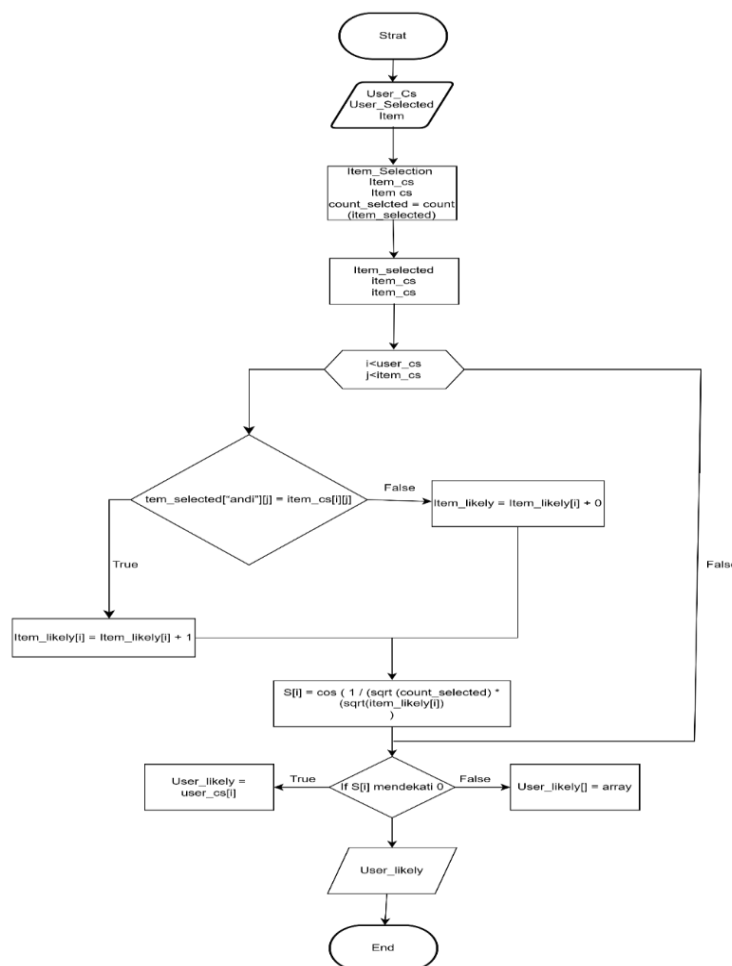 Strat
User_Cs
User_Selected
Item
Item_Selection
Item_cs
Item cs
count_selcted = count
(item_selected)
Item_selected
item_cs
item_cs
i<user_cs
j<item_cs
tem_selected["andi"][j] = item_cs[i][j]
False
Item_likely = Item_likely[i] + 0
True
False
Item_likely[i] = Item_likely[i] + 1
S[i] = cos ( 1 / (sqrt (count_selected) *
(sqrt(item_likely[i])
)
User_likely =
user_cs[i]
True
If S[i] mendekati 0
False
User_likely[] = array
User_likely
End